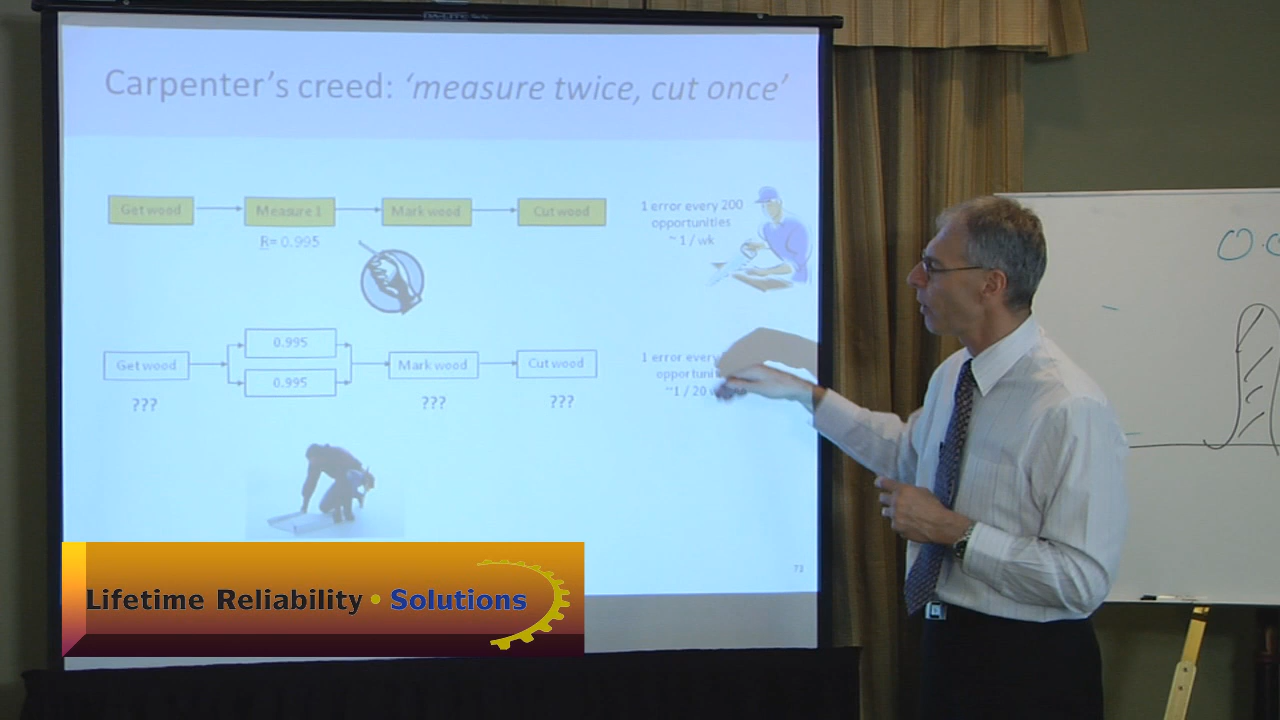 Carpenter's creed: 'measure twice, cut once'
Get wood
Measure 1
Mark wood
Cut wood
R= 0.995
1 error every 200
opportunities
~ 1 / wk
Get wood
0.995
0.995
Mark wood
Cut wood
???
???
???
1 error every
~1 / 20
73
Lifetime Reliability • Solutions